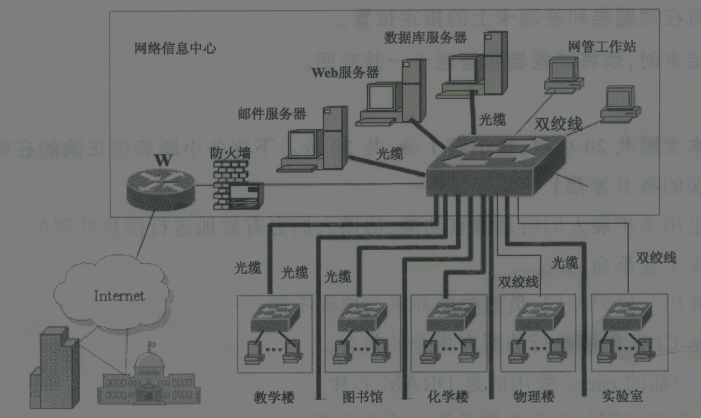 网络信息中心
数据库服务器
网管工作站
Web服务器
邮件服务器
光缆
双绞线
光缆
W
防火墙
光缆
光缆
光缆
双绞线
光缆
双绞线
Internet
教学楼
图书馆
化学楼
物理楼
实验室